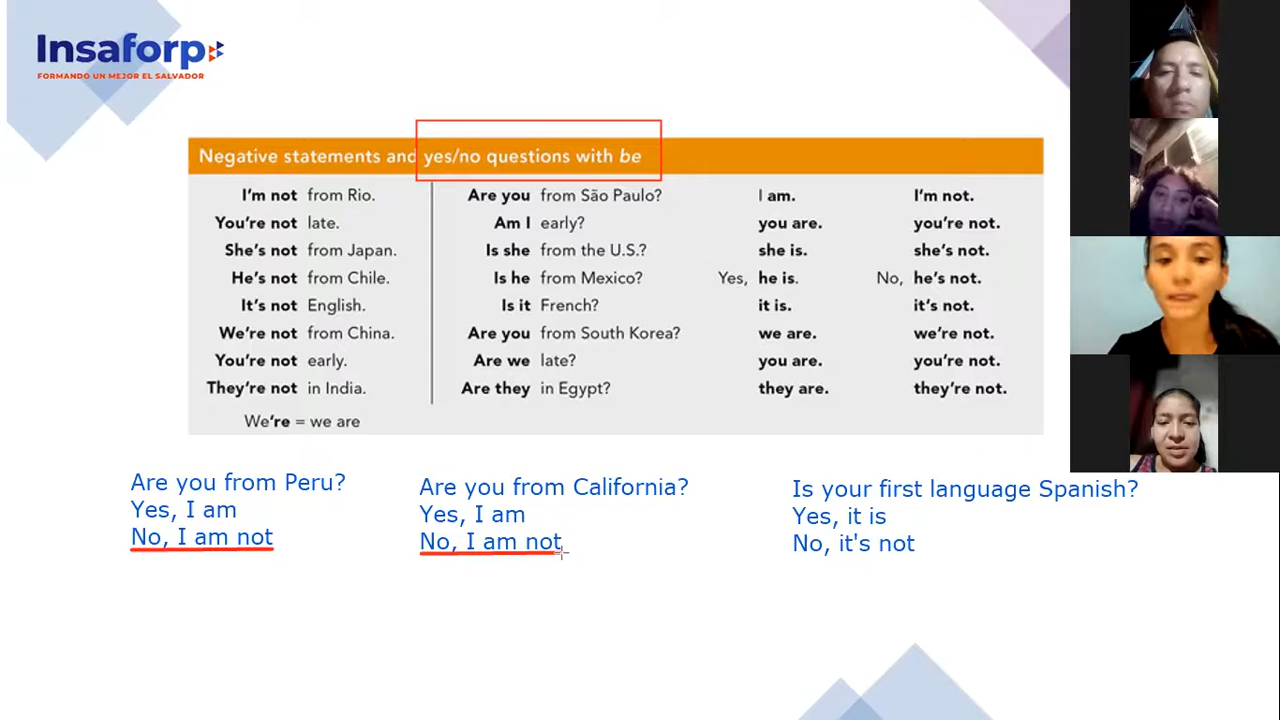 Insaforp
FORMANDO UN MEJOR EL SALVADOR
Negative statements and yes/no questions with be
I'm not from Rio. Are you from São Paulo? I am. I'm not.
You're not late. Am I early? you are. you're not.
She's not from Japan. Is she from the U.S.? she is. she's not.
He's not from Chile. Is he from Mexico? Yes, he is. No, he's not.
It's not English. Is it French? it is. it's not.
We're not from China. Are you from South Korea? we are. we're not.
You're not early. Are we late? you are. you're not.
They're not in India. Are they in Egypt? they are. they're not.
We're = we are
Are you from Peru?
Yes, I am
No, I am not
Are you from California?
Yes, I am
No, I am not
Is your first language Spanish?
Yes, it is
No, it's not